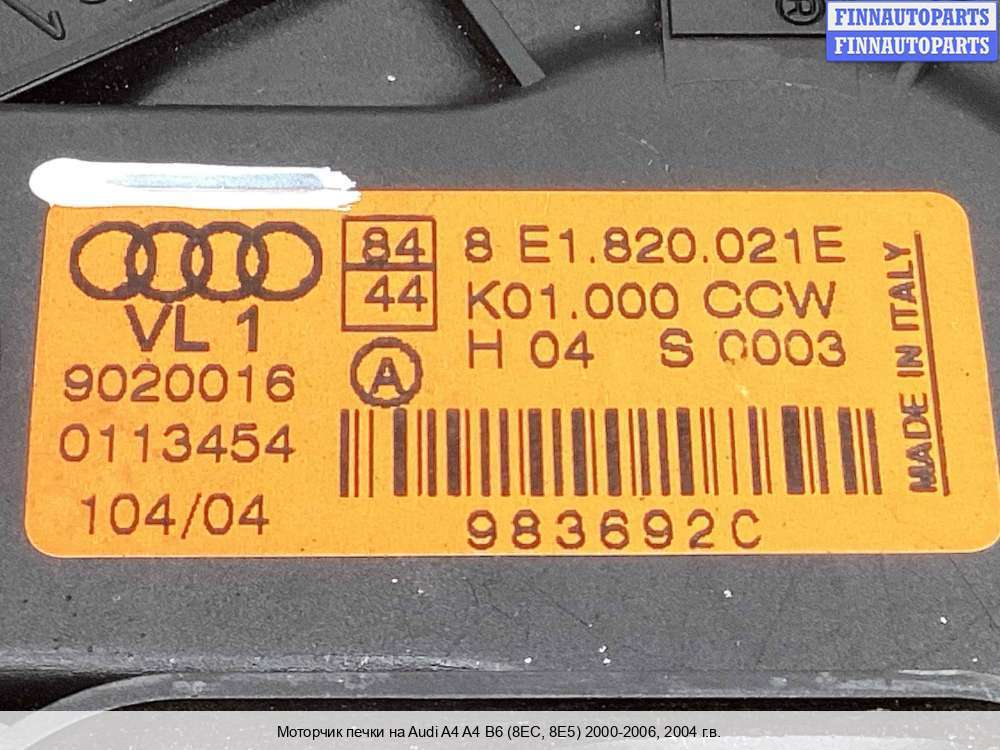 ®
FINNAUTOPARTS
FINNAUTOPARTS
84
44
8 E1.820.021E
K01.000 CCW
H 04 S 0003
VL 1
A
9020016
0113454
104/04
983692C
MADE IN ITALY
Моторчик печки на Audi A4 A4 B6 (8EC, 8E5) 2000-2006, 2004 г.в.